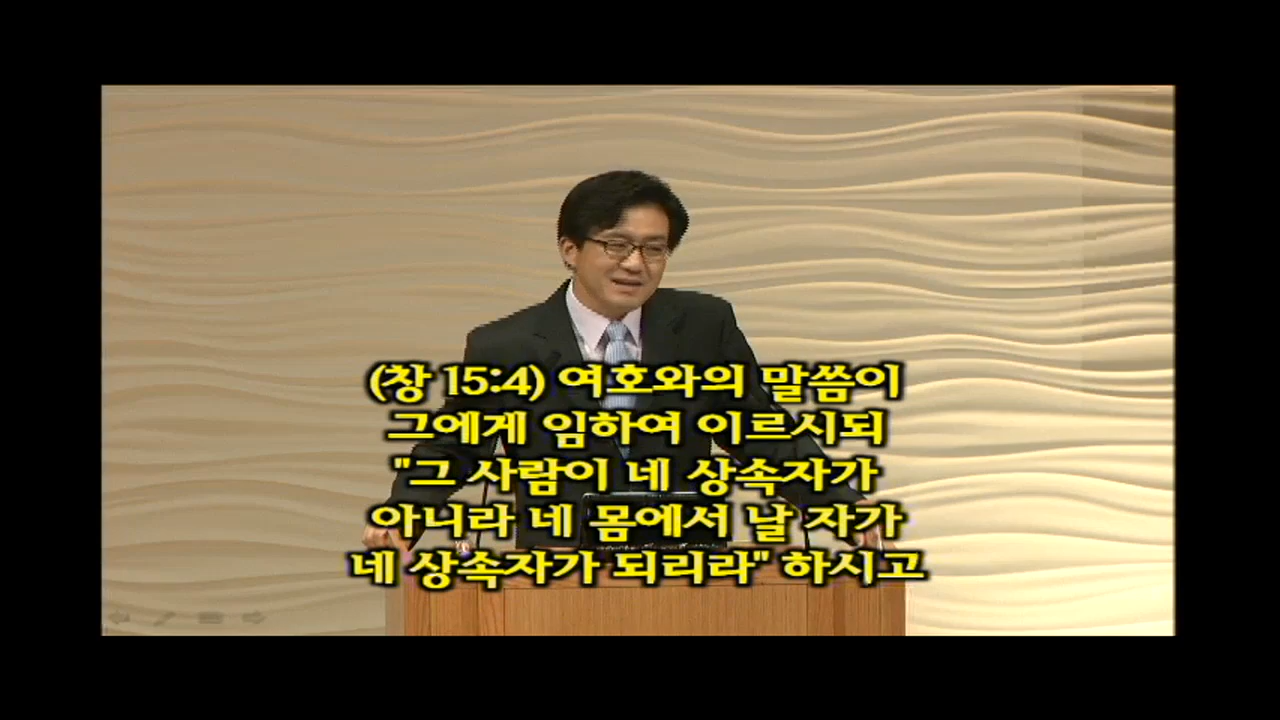 (창 15:4) 여호와의 말씀이
그에게 임하여 이르시되
"그 사람이 네 상속자가
아니라 네 몸에서 날 자가
네 상속자가 되리라" 하시고